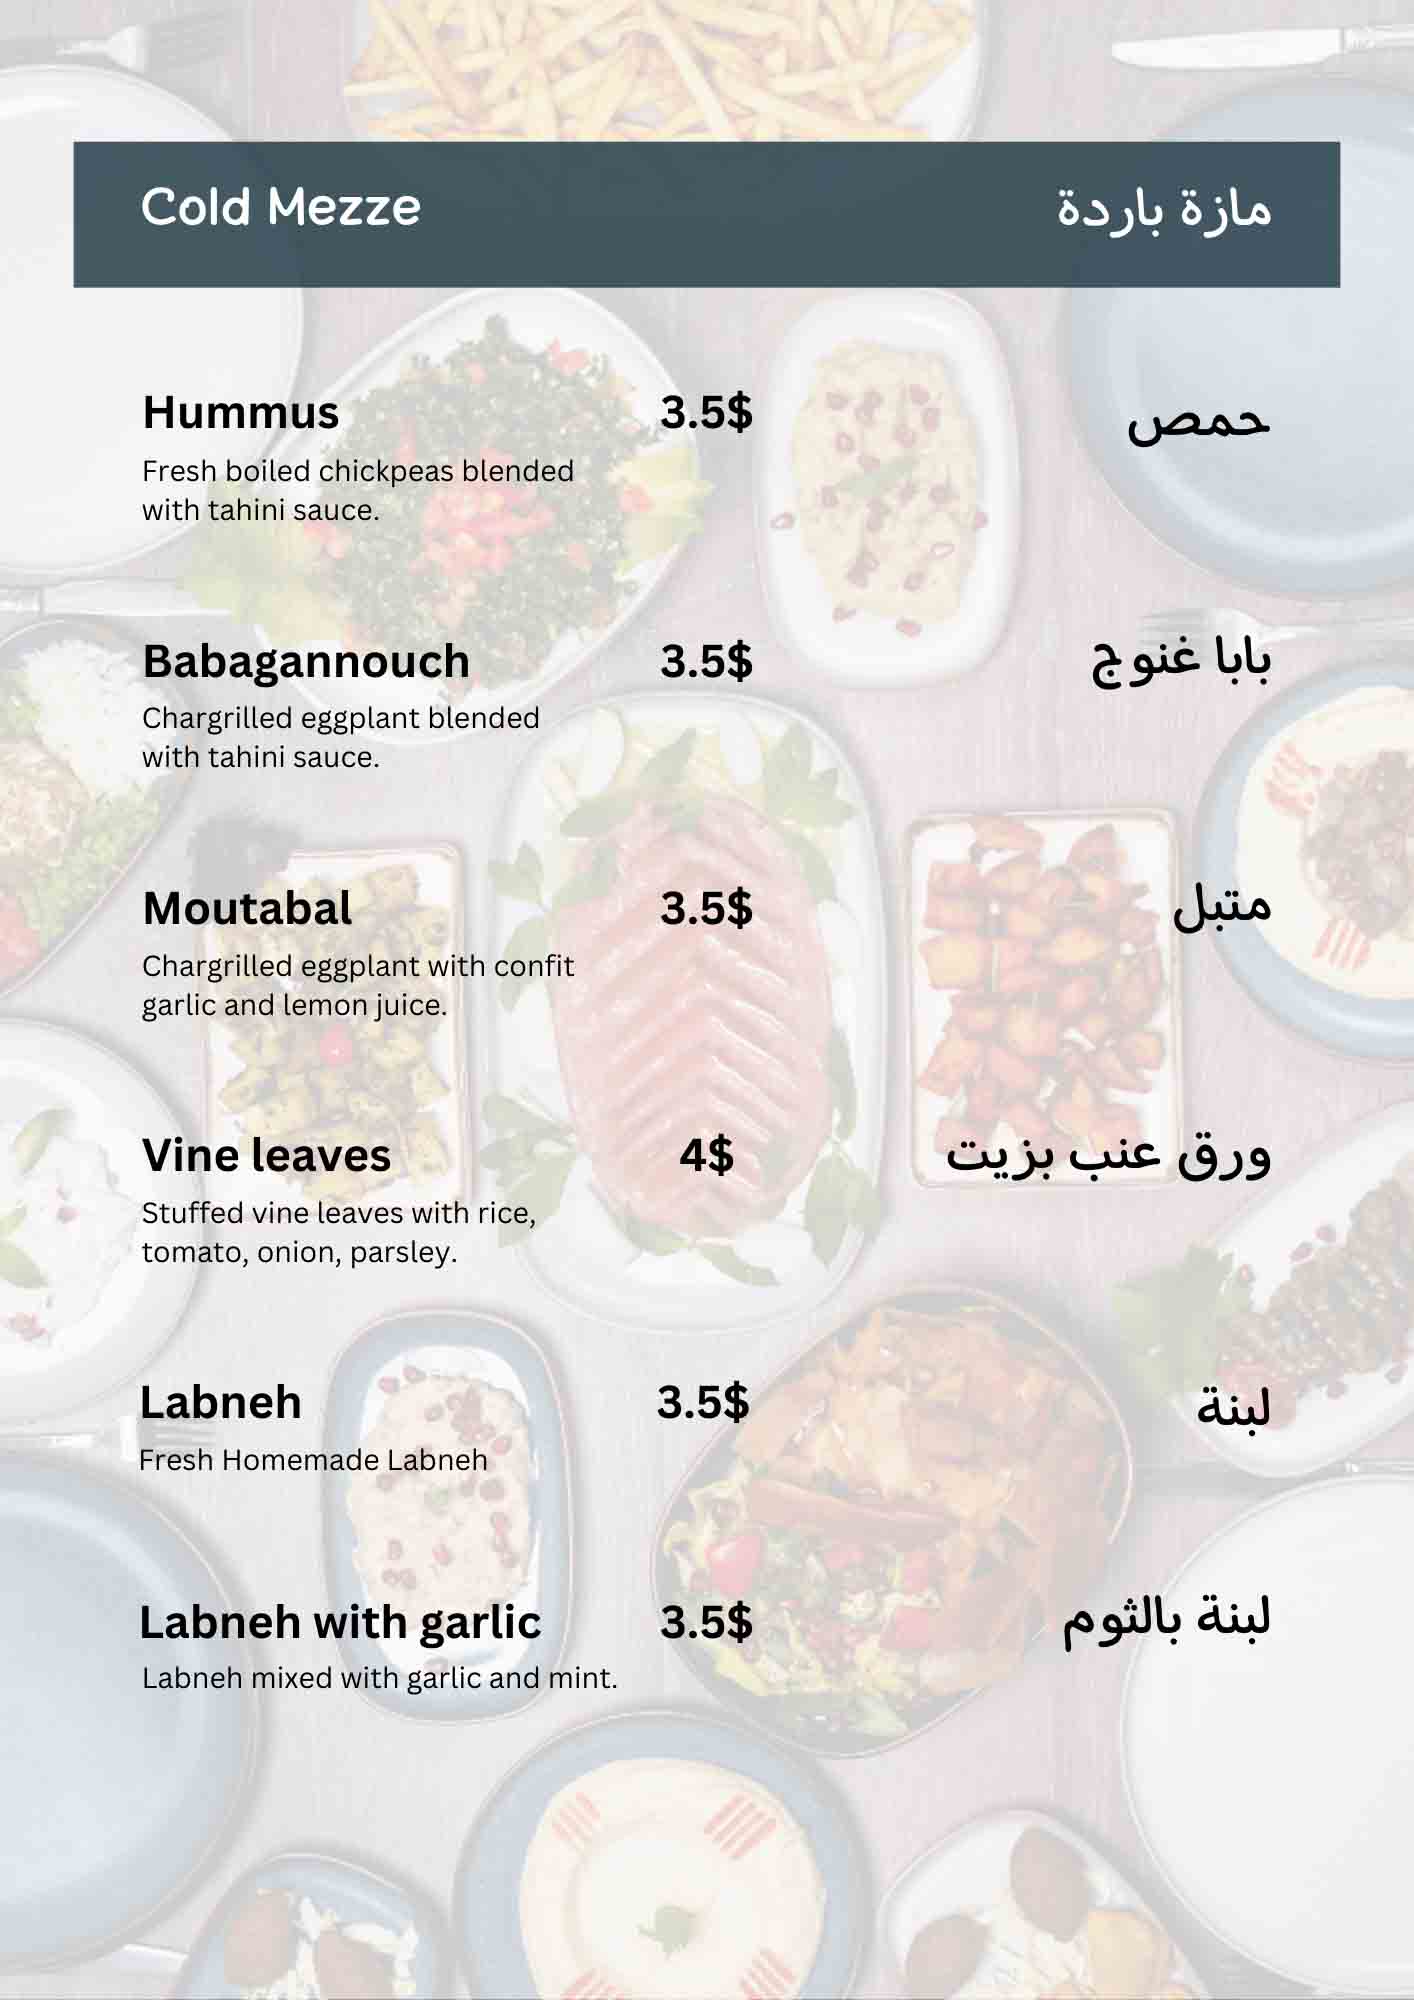 Cold Mezze مازة باردة
Hummus 3.5$ حمص
Fresh boiled chickpeas blended
with tahini sauce.
Babagannouch 3.5$ بابا غنوج
Chargrilled eggplant blended
with tahini sauce.
Moutabal 3.5$ متبل
Chargrilled eggplant with confit
garlic and lemon juice.
Vine leaves 4$ ورق عنب بزيت
Stuffed vine leaves with rice,
tomato, onion, parsley.
Labneh 3.5$ لبنة
Fresh Homemade Labneh
Labneh with garlic 3.5$ لبنة بالثوم
Labneh mixed with garlic and mint.